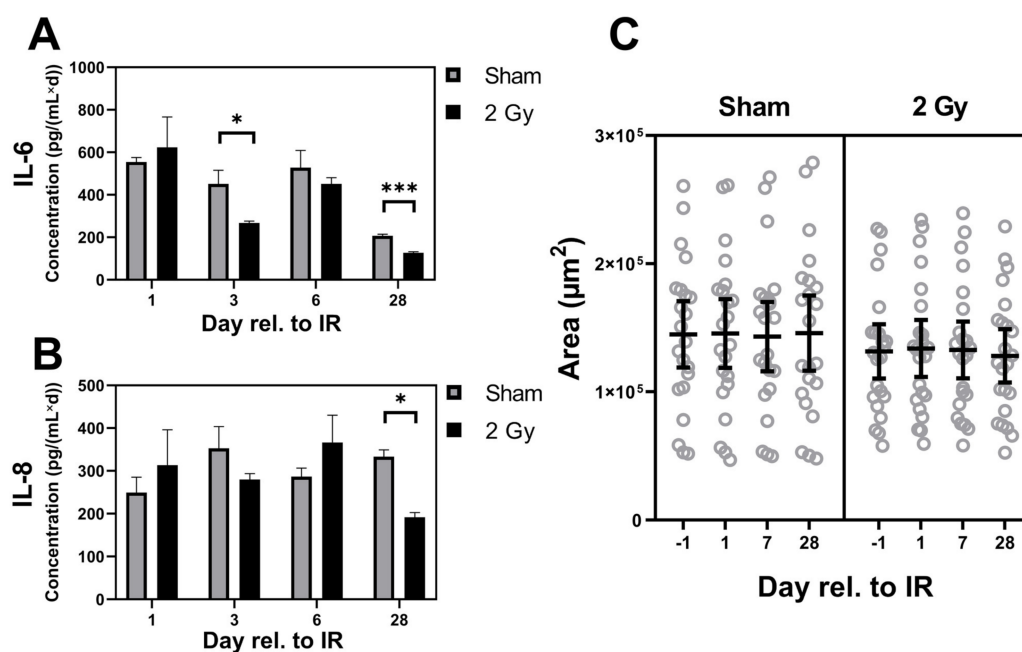 A
IL-6
Concentration (pg/(mL×d))
1000
800
600
400
200
0
*
***
Sham
2 Gy
1 3 6 28
Day rel. to IR
B
IL-8
Concentration (pg/(mL×d))
500
400
300
200
100
0
*
Sham
2 Gy
1 3 6 28
Day rel. to IR
C
Sham 2 Gy
Area (µm²)
3×10⁵
2×10⁵
1×10⁵
0
-1 1 7 28 -1 1 7 28
Day rel. to IR